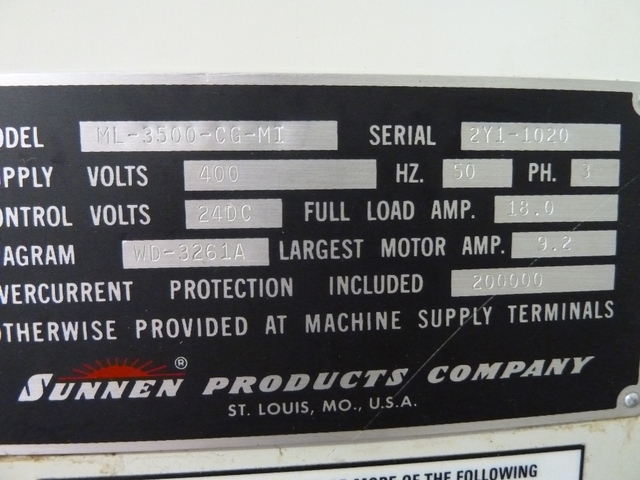 ODEL ML-3500-CG-MI SERIAL 2Y1-1020
UPPLY VOLTS 400 HZ. 50 PH. 3
ONTROL VOLTS 24DC FULL LOAD AMP. 18.0
IAGRAM WD-3261A LARGEST MOTOR AMP. 9.2
VERCURRENT PROTECTION INCLUDED 200000
OTHERWISE PROVIDED AT MACHINE SUPPLY TERMINALS
SUNNEN® PRODUCTS COMPANY
ST. LOUIS, MO., U.S.A.
MORE OF THE FOLLOWING